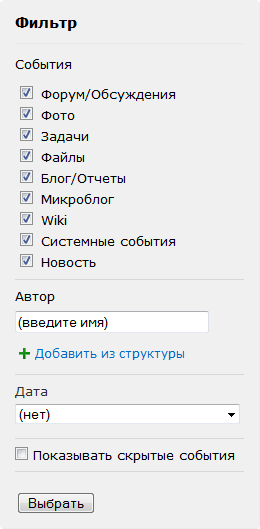 Фильтр
События
Форум/Обсуждения
Фото
Задачи
Файлы
Блог/Отчеты
Микроблог
Wiki
Системные события
Новость
Автор
(введите имя)
Добавить из структуры
Дата
(нет)
Показывать скрытые события
Выбрать